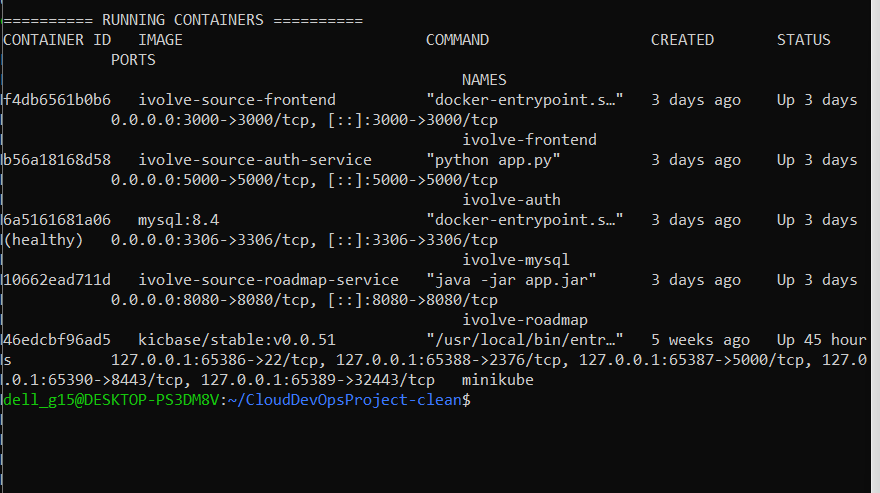 ========== RUNNING CONTAINERS ==========
CONTAINER ID   IMAGE                           COMMAND                  CREATED       STATUS
            PORTS
                                                   NAMES
f4db6561b0b6   ivolve-source-frontend          "docker-entrypoint.s…"   3 days ago    Up 3 days
            0.0.0.0:3000->3000/tcp, [::]:3000->3000/tcp
                                                   ivolve-frontend
b56a18168d58   ivolve-source-auth-service      "python app.py"          3 days ago    Up 3 days
            0.0.0.0:5000->5000/tcp, [::]:5000->5000/tcp
                                                   ivolve-auth
6a5161681a06   mysql:8.4                       "docker-entrypoint.s…"   3 days ago    Up 3 days
(healthy)   0.0.0.0:3306->3306/tcp, [::]:3306->3306/tcp
                                                   ivolve-mysql
10662ead711d   ivolve-source-roadmap-service   "java -jar app.jar"      3 days ago    Up 3 days
            0.0.0.0:8080->8080/tcp, [::]:8080->8080/tcp
                                                   ivolve-roadmap
46edcbf96ad5   kicbase/stable:v0.0.51          "/usr/local/bin/entr…"   5 weeks ago   Up 45 hour
s           127.0.0.1:65386->22/tcp, 127.0.0.1:65388->2376/tcp, 127.0.0.1:65387->5000/tcp, 127.0
.0.1:65390->8443/tcp, 127.0.0.1:65389->32443/tcp   minikube
dell_g15@DESKTOP-PS3DM8V:~/CloudDevOpsProject-clean$